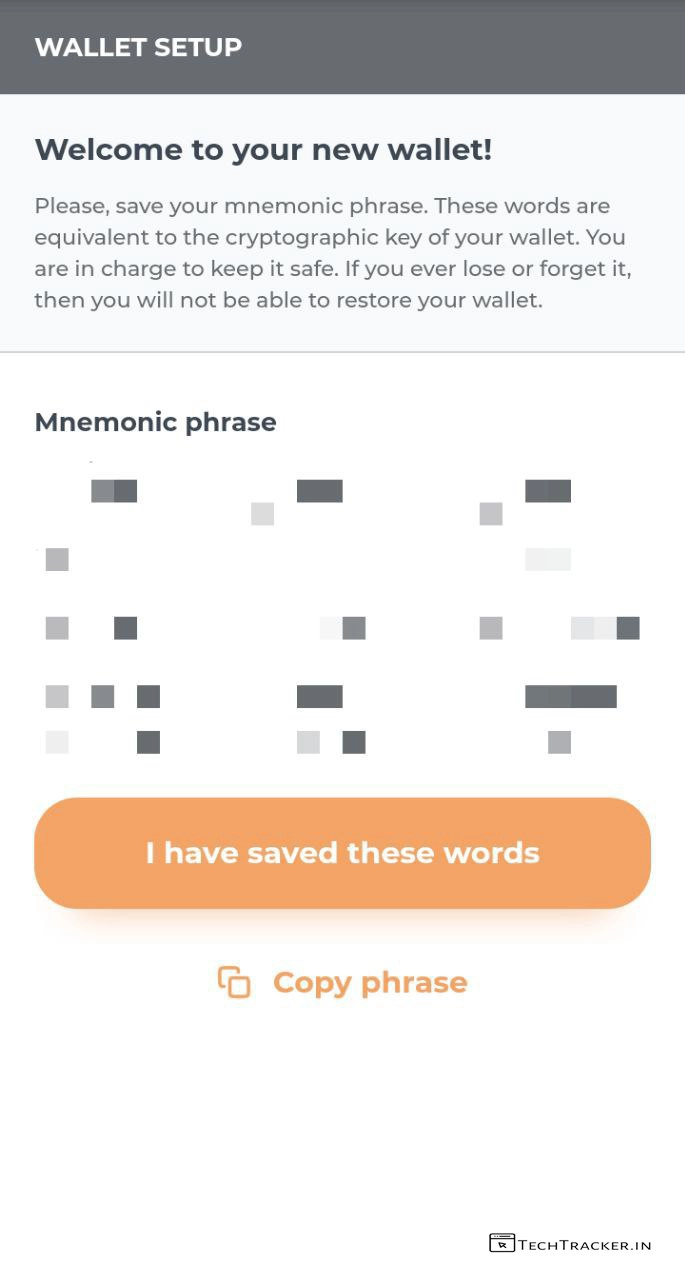 WALLET SETUP
Welcome to your new wallet!
Please, save your mnemonic phrase. These words are
equivalent to the cryptographic key of your wallet. You
are in charge to keep it safe. If you ever lose or forget it,
then you will not be able to restore your wallet.
Mnemonic phrase
I have saved these words
Copy phrase
TECHTRACKER.IN